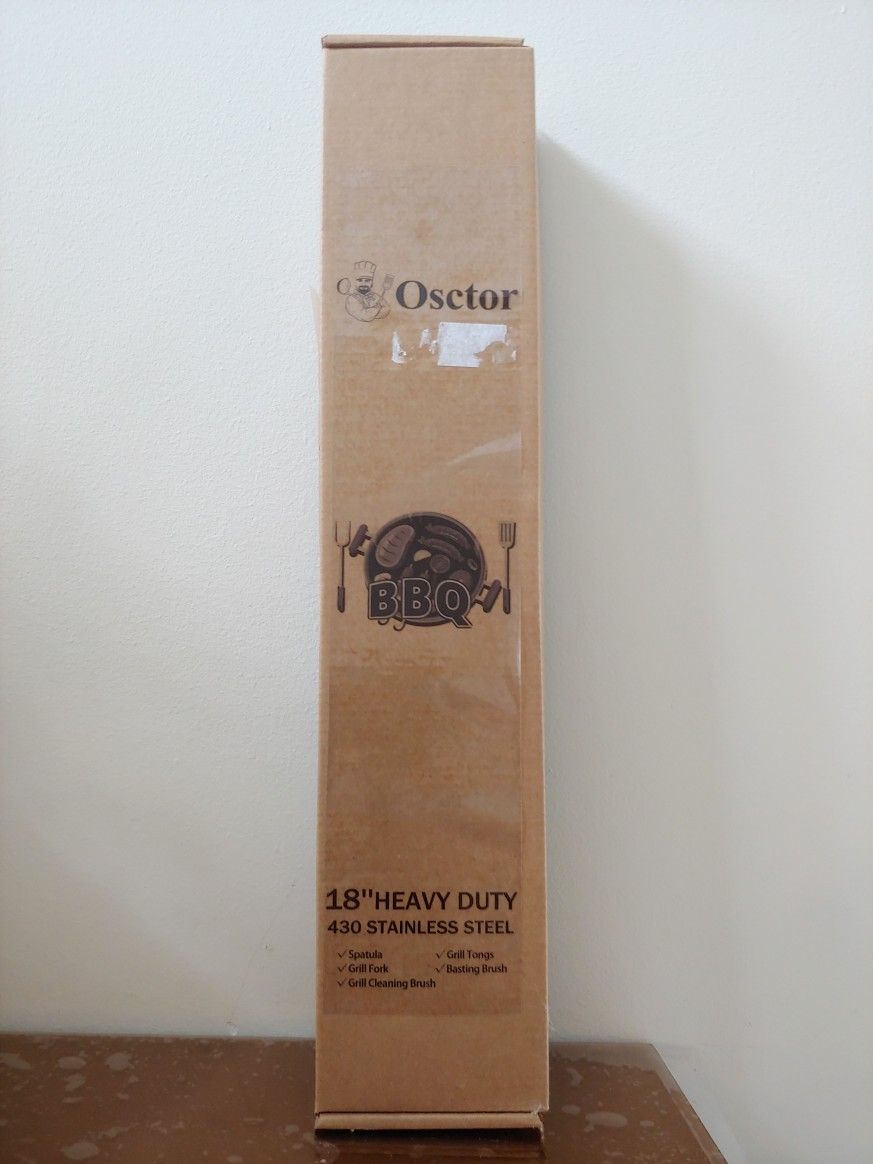 Osctor
BBQ
18"HEAVY DUTY
430 STAINLESS STEEL
✓ Spatula ✓ Grill Tongs
✓ Grill Fork ✓ Basting Brush
✓ Grill Cleaning Brush